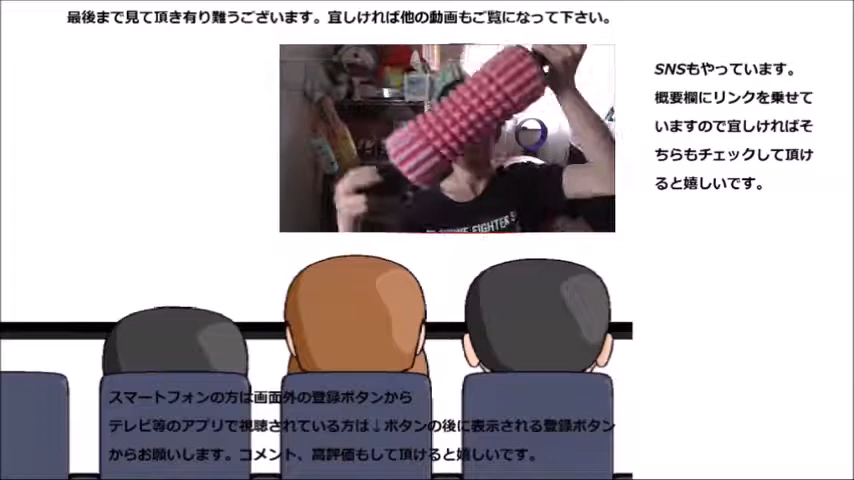 最後まで見て頂き有り難うございます。宜しければ他の動画もご覧になって下さい。
SNSもやっています。
概要欄にリンクを乗せて
いますので宜しければそ
ちらもチェックして頂け
ると嬉しいです。
FIGHTERS
スマートフォンの方は画面外の登録ボタンから
テレビ等のアプリで視聴されている方は↓ボタンの後に表示される登録ボタン
からお願いします。コメント、高評価もして頂けると嬉しいです。